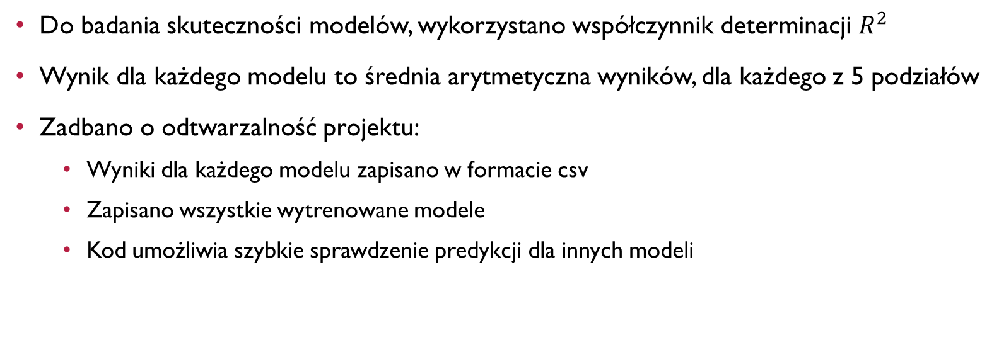 • Do badania skuteczności modelów, wykorzystano współczynnik determinacji R²
• Wynik dla każdego modelu to średnia arytmetyczna wyników, dla każdego z 5 podziałów
• Zadbano o odtwarzalność projektu:
• Wyniki dla każdego modelu zapisano w formacie csv
• Zapisano wszystkie wytrenowane modele
• Kod umożliwia szybkie sprawdzenie predykcji dla innych modeli